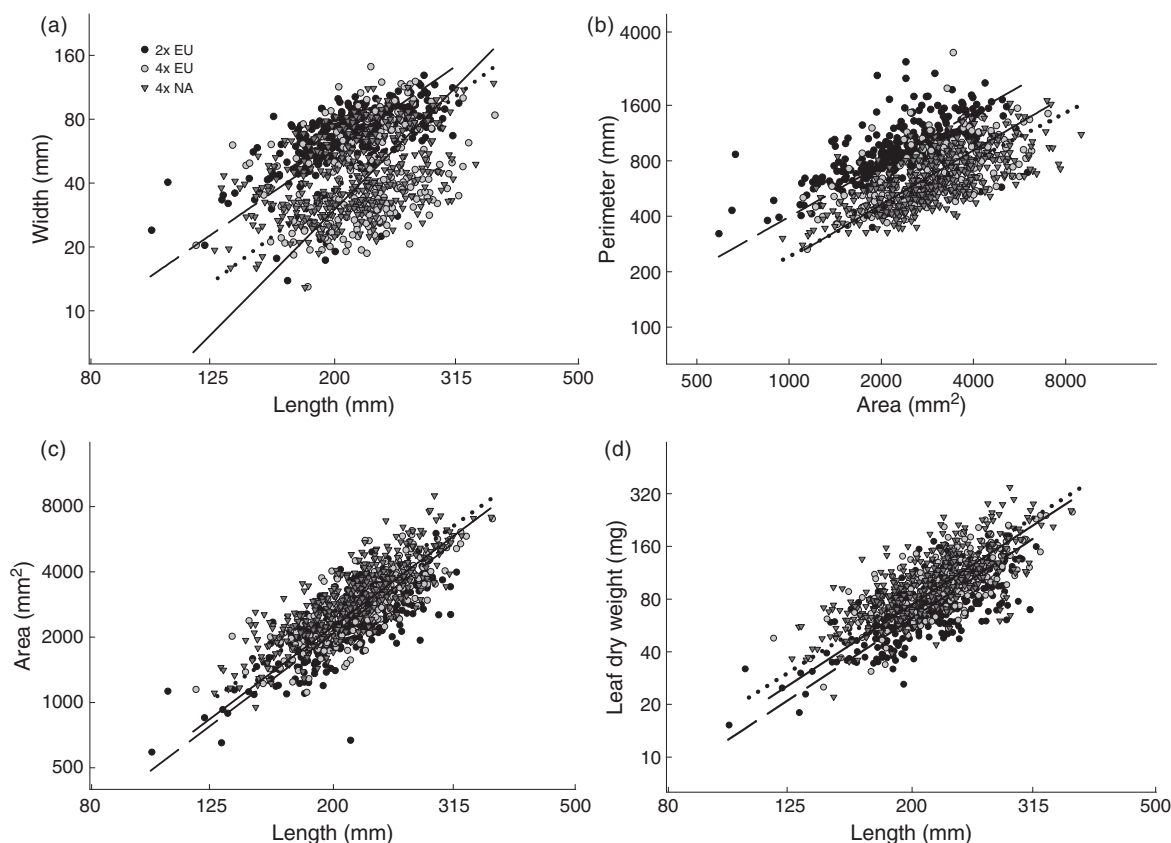 (a)
160
80
40
20
10
Width (mm)
2x EU
4x EU
4x NA
80 125 200 315 500
Length (mm)
(b)
4000
1600
800
400
200
100
Perimeter (mm)
500 1000 2000 4000 8000
Area (mm²)
(c)
8000
4000
2000
1000
500
Area (mm²)
80 125 200 315 500
Length (mm)
(d)
320
160
80
40
20
10
Leaf dry weight (mg)
80 125 200 315 500
Length (mm)